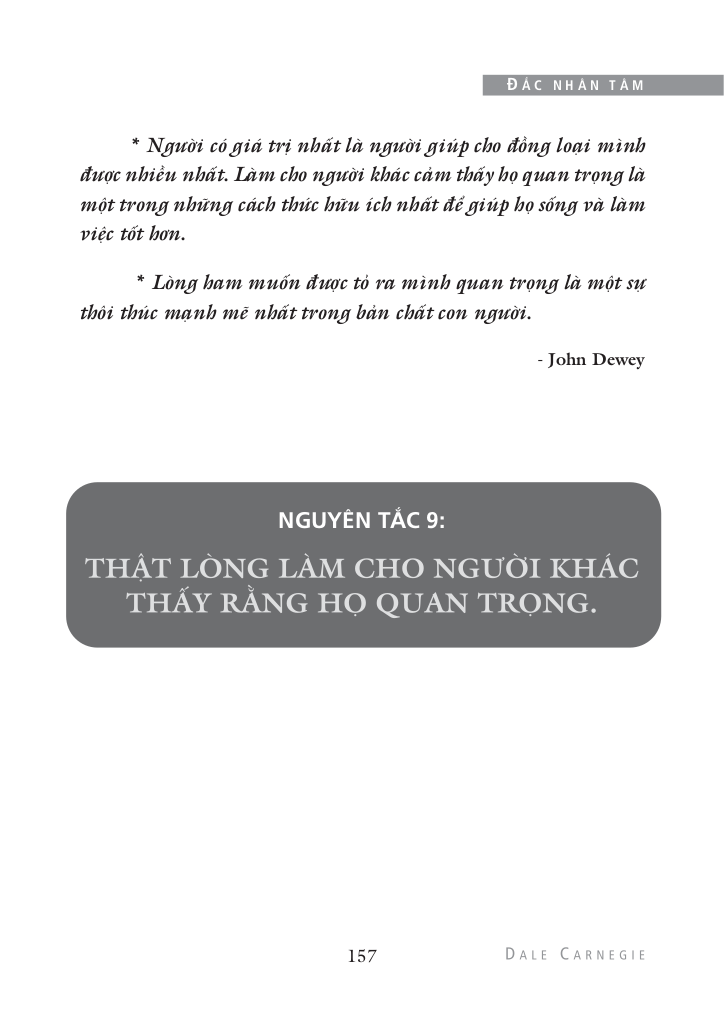 ĐẮC NHÂN TÂM
* Người có giá trị nhất là người giúp cho đồng loại mình
được nhiều nhất. Làm cho người khác cảm thấy họ quan trọng là
một trong những cách thức hữu ích nhất để giúp họ sống và làm
việc tốt hơn.
* Lòng ham muốn được tỏ ra mình quan trọng là một sự
thôi thúc mạnh mẽ nhất trong bản chất con người.
- John Dewey
NGUYÊN TẮC 9:
THẬT LÒNG LÀM CHO NGƯỜI KHÁC
THẤY RẰNG HỌ QUAN TRỌNG.
157
DALE CARNEGIE